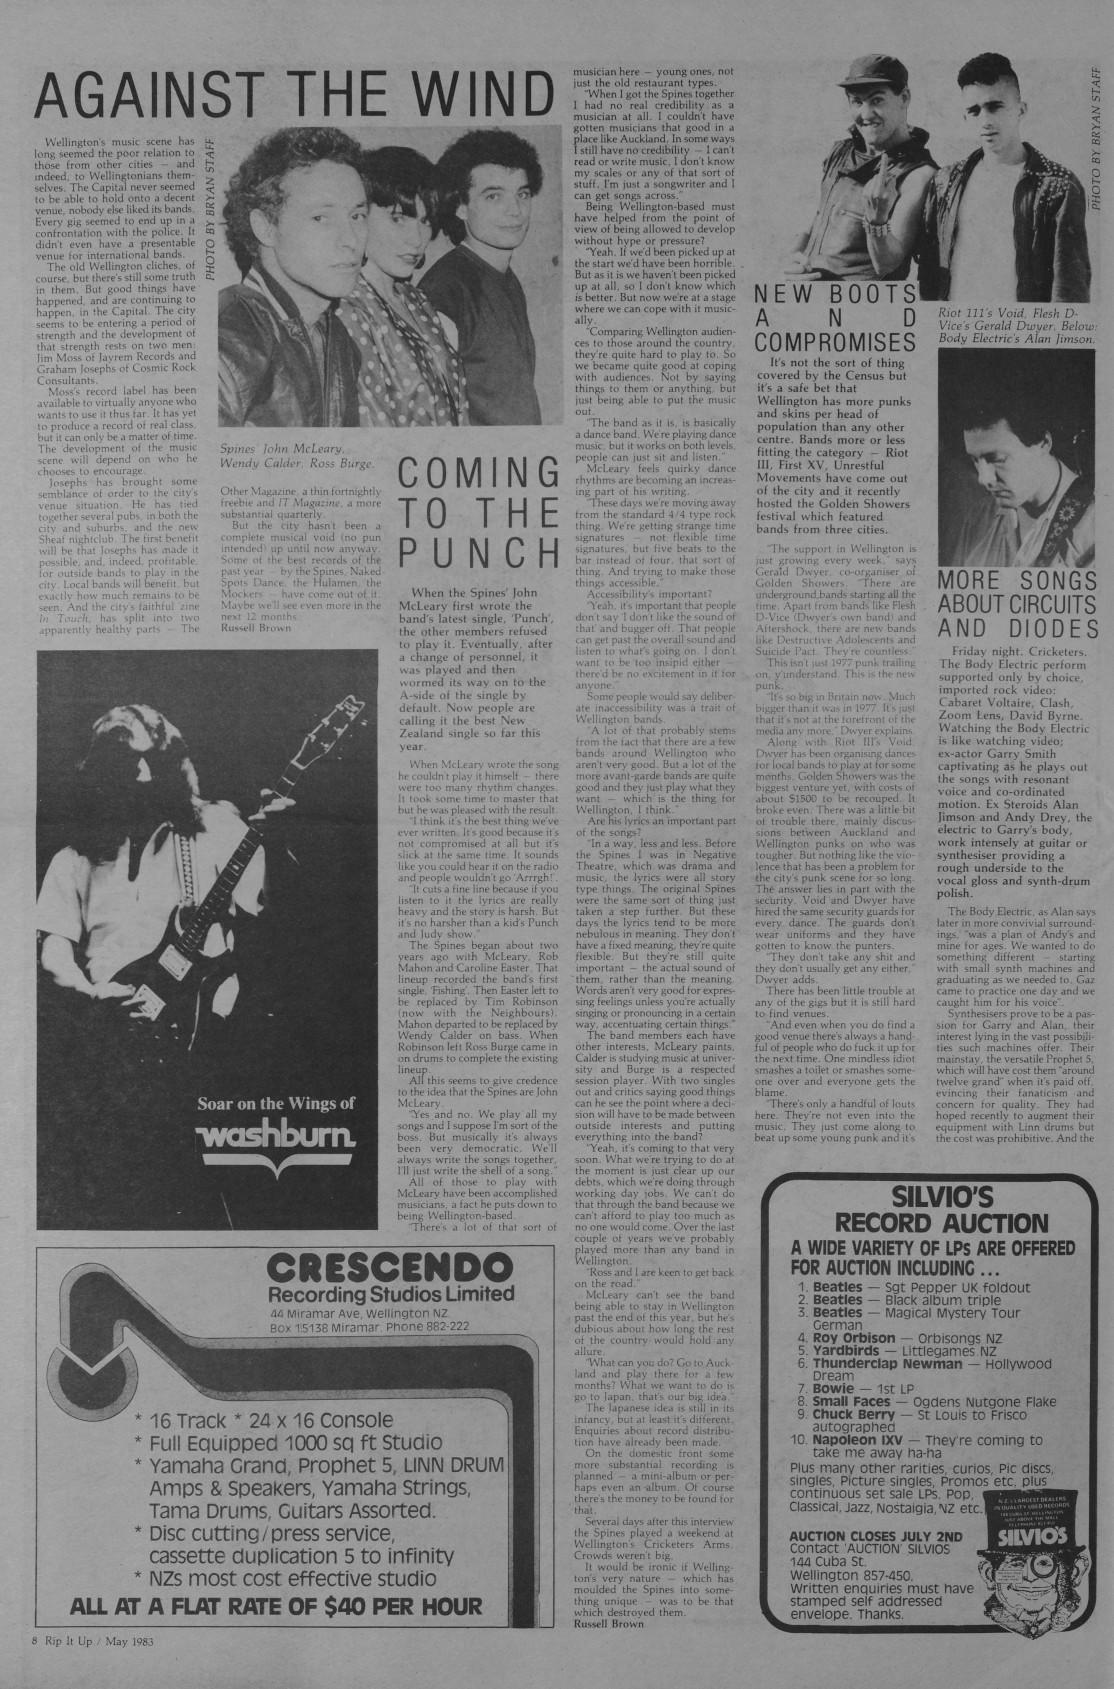 AGAINST THE WIND
Wellington's music scene has
long seemed the poor relation to
those from other cities — and
indeed, to Wellingtonians them-
selves. The Capital never seemed
to be able to hold onto a decent
venue, nobody else liked its bands.
Every gig seemed to end up in a
confrontation with the police. It
didn't even have a presentable
venue for international bands.
The old Wellington cliches, of
course, but there's still some truth
in them. But good things have
happened, and are continuing to
happen, in the Capital. The city
seems to be entering a period of
strength and the development of
that strength rests on two men:
Jim Moss of Jayrem Records and
Graham Josephs of Cosmic Rock
Consultants.
Moss's record label has been
available to virtually anyone who
wants to use it thus far. It has yet
to produce a record of real class,
but it can only be a matter of time.
The development of the music
scene will depend on who he
chooses to encourage.
Josephs has brought some
semblance of order to the city's
venue situation. He has tied
together several pubs, in both the
city and suburbs, and the new
Sheaf nightclub. The first benefit
will be that Josephs has made it
possible, and, indeed, profitable,
for outside bands to play in the
city. Local bands will benefit, but
exactly how much remains to be
seen. And the city's faithful zine
In Touch, has split into two
apparently healthy parts — The
PHOTO BY BRYAN STAFF
Spines' John McLeary,
Wendy Calder, Ross Burge.
Other Magazine, a thin fortnightly
freebie and IT Magazine, a more
substantial quarterly.
But the city hasn't been a
complete musical void (no pun
intended) up until now anyway.
Some of the best records of the
past year — by the Spines, Naked
Spots Dance, the Hulamen, the
Mockers — have come out of it.
Maybe we'll see even more in the
next 12 months.
Russell Brown
COMING
TO THE
PUNCH
When the Spines' John
McLeary first wrote the
band's latest single, 'Punch',
the other members refused
to play it. Eventually, after
a change of personnel, it
was played and then
wormed its way on to the
A-side of the single by
default. Now people are
calling it the best New
Zealand single so far this
year.
When McLeary wrote the song
he couldn't play it himself — there
were too many rhythm changes.
It took some time to master that
but he was pleased with the result.
"I think it's the best thing we've
ever written. It's good because it's
not compromised at all but it's
slick at the same time. It sounds
like you could hear it on the radio
and people wouldn't go 'Arrrgh!'.
"It cuts a fine line because if you
listen to it the lyrics are really
heavy and the story is harsh. But
it's no harsher than a kid's Punch
and Judy show."
The Spines began about two
years ago with McLeary, Rob
Mahon and Caroline Easter. That
lineup recorded the band's first
single, 'Fishing'. Then Easter left to
be replaced by Tim Robinson
(now with the Neighbours).
Mahon departed to be replaced by
Wendy Calder on bass. When
Robinson left Ross Burge came in
on drums to complete the existing
lineup.
All this seems to give credence
to the idea that the Spines are John
McLeary.
"Yes and no. We play all my
songs and I suppose I'm sort of the
boss. But musically it's always
been very democratic. We'll
always write the songs together,
I'll just write the shell of a song."
All of those to play with
McLeary have been accomplished
musicians, a fact he puts down to
being Wellington-based.
"There's a lot of that sort of
musician here — young ones, not
just the old restaurant types.
"When I got the Spines together
I had no real credibility as a
musician at all. I couldn't have
gotten musicians that good in a
place like Auckland. In some ways
I still have no credibility — I can't
read or write music, I don't know
my scales or any of that sort of
stuff. I'm just a songwriter and I
can get songs across."
Being Wellington-based must
have helped from the point of
view of being allowed to develop
without hype or pressure?
"Yeah. If we'd been picked up at
the start we'd have been horrible.
But as it is we haven't been picked
up at all, so I don't know which
is better. But now we're at a stage
where we can cope with it music-
ally.
"Comparing Wellington audien-
ces to those around the country,
they're quite hard to play to. So
we became quite good at coping
with audiences. Not by saying
things to them or anything, but
just being able to put the music
out.
"The band as it is, is basically
a dance band. We're playing dance
music, but it works on both levels,
people can just sit and listen."
McLeary feels quirky dance
rhythms are becoming an increas-
ing part of his writing.
"These days we're moving away
from the standard 4/4 type rock
thing. We're getting strange time
signatures — not flexible time
signatures, but five beats to the
bar instead of four, that sort of
thing. And trying to make those
things accessible."
Accessibility's important?
"Yeah, it's important that people
don't say 'I don't like the sound of
that' and bugger off. That people
can get past the overall sound and
listen to what's going on. I don't
want to be too insipid either —
there'd be no excitement in it for
anyone."
Some people would say deliber-
ate inaccessibility was a trait of
Wellington bands.
"A lot of that probably stems
from the fact that there are a few
bands around Wellington who
aren't very good. But a lot of the
more avant-garde bands are quite
good and they just play what they
want — which is the thing for
Wellington, I think."
Are his lyrics an important part
of the songs?
"In a way, less and less. Before
the Spines I was in Negative
Theatre, which was drama and
music, the lyrics were all story
type things. The original Spines
were the same sort of thing just
taken a step further. But these
days the lyrics tend to be more
nebulous in meaning. They don't
have a fixed meaning, they're quite
flexible. But they're still quite
important — the actual sound of
them, rather than the meaning.
Words aren't very good for expres-
sing feelings unless you're actually
singing or pronouncing in a certain
way, accentuating certain things."
The band members each have
other interests. McLeary paints,
Calder is studying music at univer-
sity and Burge is a respected
session player. With two singles
out and critics saying good things
can he see the point where a deci-
sion will have to be made between
outside interests and putting
everything into the band?
"Yeah, it's coming to that very
soon. What we're trying to do at
the moment is just clear up our
debts, which we're doing through
working day jobs. We can't do
that through the band because we
can't afford to play too much as
no one would come. Over the last
couple of years we've probably
played more than any band in
Wellington.
"Ross and I are keen to get back
on the road."
McLeary can't see the band
being able to stay in Wellington
past the end of this year, but he's
dubious about how long the rest
of the country would hold any
allure.
"What can you do? Go to Auck-
land and play there for a few
months? What we want to do is
go to Japan, that's our big idea."
The Japanese idea is still in its
infancy, but at least it's different.
Enquiries about record distribu-
tion have already been made.
On the domestic front some
more substantial recording is
planned — a mini-album or per-
haps even an album. Of course
there's the money to be found for
that.
Several days after this interview
the Spines played a weekend at
Wellington's Cricketers Arms.
Crowds weren't big.
It would be ironic if Welling-
ton's very nature — which has
moulded the Spines into some-
thing unique — was to be that
which destroyed them.
Russell Brown
PHOTO BY BRYAN STAFF
Riot 111's Void, Flesh D-
Vice's Gerald Dwyer. Below:
Body Electric's Alan Jimson.
NEW BOOTS
AND
COMPROMISES
It's not the sort of thing
covered by the Census but
it's a safe bet that
Wellington has more punks
and skins per head of
population than any other
centre. Bands more or less
fitting the category — Riot
III, First XV, Unrestful
Movements have come out
of the city and it recently
hosted the Golden Showers
festival which featured
bands from three cities.
"The support in Wellington is
just growing every week," says
Gerald Dwyer, co-organiser of
Golden Showers. "There are
underground bands starting all the
time. Apart from bands like Flesh
D-Vice (Dwyer's own band) and
Aftershock, there are new bands
like Destructive Adolescents and
Suicide Pact. They're countless."
This isn't just 1977 punk trailing
on, y'understand. This is the new
punk.
"It's so big in Britain now. Much
bigger than it was in 1977. It's just
that it's not at the forefront of the
media any more," Dwyer explains.
Along with Riot III's Void,
Dwyer has been organising dances
for local bands to play at for some
months. Golden Showers was the
biggest venture yet, with costs of
about $1500 to be recouped. It
broke even. There was a little bit
of trouble there, mainly discus-
sions between Auckland and
Wellington punks on who was
tougher. But nothing like the vio-
lence that has been a problem for
the city's punk scene for so long.
The answer lies in part with the
security. Void and Dwyer have
hired the same security guards for
every dance. The guards don't
wear uniforms and they have
gotten to know the punters.
"They don't take any shit and
they don't usually get any either,"
Dwyer adds.
There has been little trouble at
any of the gigs but it is still hard
to find venues.
"And even when you do find a
good venue there's always a hand-
ful of people who do fuck it up for
the next time. One mindless idiot
smashes a toilet or smashes some-
one over and everyone gets the
blame.
"There's only a handful of louts
here. They're not even into the
music. They just come along to
beat up some young punk and it's
MORE SONGS
ABOUT CIRCUITS
AND DIODES
Friday night. Cricketers.
The Body Electric perform
supported only by choice,
imported rock video:
Cabaret Voltaire, Clash,
Zoom Lens, David Byrne.
Watching the Body Electric
is like watching video;
ex-actor Garry Smith
captivating as he plays out
the songs with resonant
voice and co-ordinated
motion. Ex Steroids Alan
Jimson and Andy Drey, the
electric to Garry's body,
work intensely at guitar or
synthesiser providing a
rough underside to the
vocal gloss and synth-drum
polish.
The Body Electric, as Alan says
later in more convivial surround-
ings, "was a plan of Andy's and
mine for ages. We wanted to do
something different — starting
with small synth machines and
graduating as we needed to. Gaz
came to practice one day and we
caught him for his voice".
Synthesisers prove to be a pas-
sion for Garry and Alan, their
interest lying in the vast possibili-
ties such machines offer. Their
mainstay, the versatile Prophet 5,
which will have cost them "around
twelve grand" when it's paid off,
evincing their fanaticism and
concern for quality. They had
hoped recently to augment their
equipment with Linn drums but
the cost was prohibitive. And the
Soar on the Wings of
washburn
CRESCENDO
Recording Studios Limited
44 Miramar Ave, Wellington NZ.
Box 15138 Miramar. Phone 882-222
* 16 Track * 24 x 16 Console
* Full Equipped 1000 sq ft Studio
* Yamaha Grand, Prophet 5, LINN DRUM
Amps & Speakers, Yamaha Strings,
Tama Drums, Guitars Assorted.
* Disc cutting/press service,
cassette duplication 5 to infinity
* NZs most cost effective studio
ALL AT A FLAT RATE OF $40 PER HOUR
SILVIO'S
RECORD AUCTION
A WIDE VARIETY OF LPs ARE OFFERED
FOR AUCTION INCLUDING ...
1. Beatles — Sgt Pepper UK foldout
2. Beatles — Black album triple
3. Beatles — Magical Mystery Tour
German
4. Roy Orbison — Orbisongs NZ
5. Yardbirds — Littlegames NZ
6. Thunderclap Newman — Hollywood
Dream
7. Bowie — 1st LP
8. Small Faces — Ogdens Nutgone Flake
9. Chuck Berry — St Louis to Frisco
autographed
10. Napoleon IXV — They're coming to
take me away ha-ha
Plus many other rarities, curios, Pic discs,
singles, Picture singles, Promos etc, plus
continuous set sale LPs. Pop,
Classical, Jazz, Nostalgia, NZ etc.
AUCTION CLOSES JULY 2ND
Contact 'AUCTION' SILVIOS
144 Cuba St.
Wellington 857-450.
Written enquiries must have
stamped self addressed
envelope. Thanks.
N.Z.'s LARGEST DEALERS
IN QUALITY USED RECORDS
SILVIO'S
8 Rip It Up / May 1983